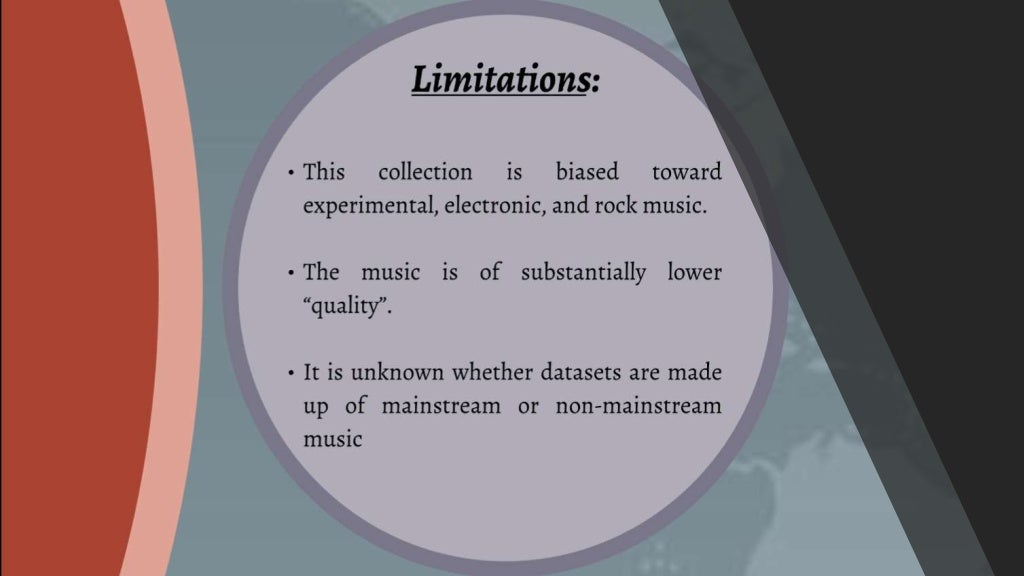 Limitations:
• This collection is biased toward
experimental, electronic, and rock music.
• The music is of substantially lower
“quality”.
• It is unknown whether datasets are made
up of mainstream or non-mainstream
music